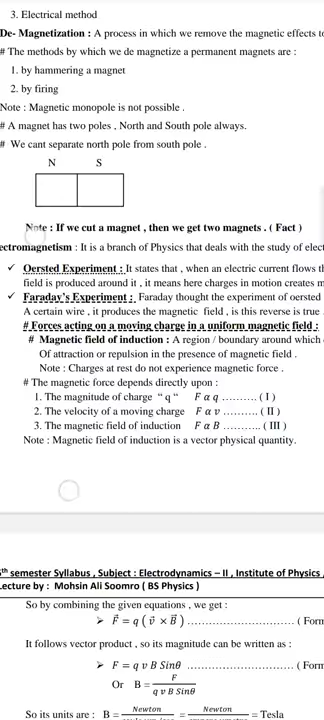 3. Electrical method
De- Magnetization : A process in which we remove the magnetic effects
# The methods by which we de magnetize a permanent magnets are :
1. by hammering a magnet
2. by firing
Note : Magnetic monopole is not possible .
# A magnet has two poles , North and South pole always.
# We cant separate north pole from south pole .
N S
Note : If we cut a magnet , then we get two magnets . ( Fact )
ectromagnetism : It is a branch of Physics that deals with the study of
✓ Oersted Experiment : It states that , when an electric current flows
field is produced around it , it means here charges in motion creates
✓ Faraday's Experiment : Faraday thought the experiment of oersted
A certain wire , it produces the magnetic field , is this reverse is true
# Forces acting on a moving charge in a uniform magnetic field :
# Magnetic field of induction : A region / boundary around which
Of attraction or repulsion in the presence of magnetic field .
Note : Charges at rest do not experience magnetic force .
# The magnetic force depends directly upon :
1. The magnitude of charge “ q “ F α q ………. ( I )
2. The velocity of a moving charge F α v ………. ( II )
3. The magnetic field of induction F α B ……….. ( III )
Note : Magnetic field of induction is a vector physical quantity.
th semester Syllabus , Subject : Electrodynamics – II , Institute of Physics ,
Lecture by : Mohsin Ali Soomro ( BS Physics )
So by combining the given equations , we get :
➢ F⃗ = q ( v⃗ × B⃗ ) ………………………… (
It follows vector product , so its magnitude can be written as :
➢ F = q v B Sinθ ………………………… (
Or B = F / q v B Sinθ
So its units are : B = Newton = Newton = Tesla